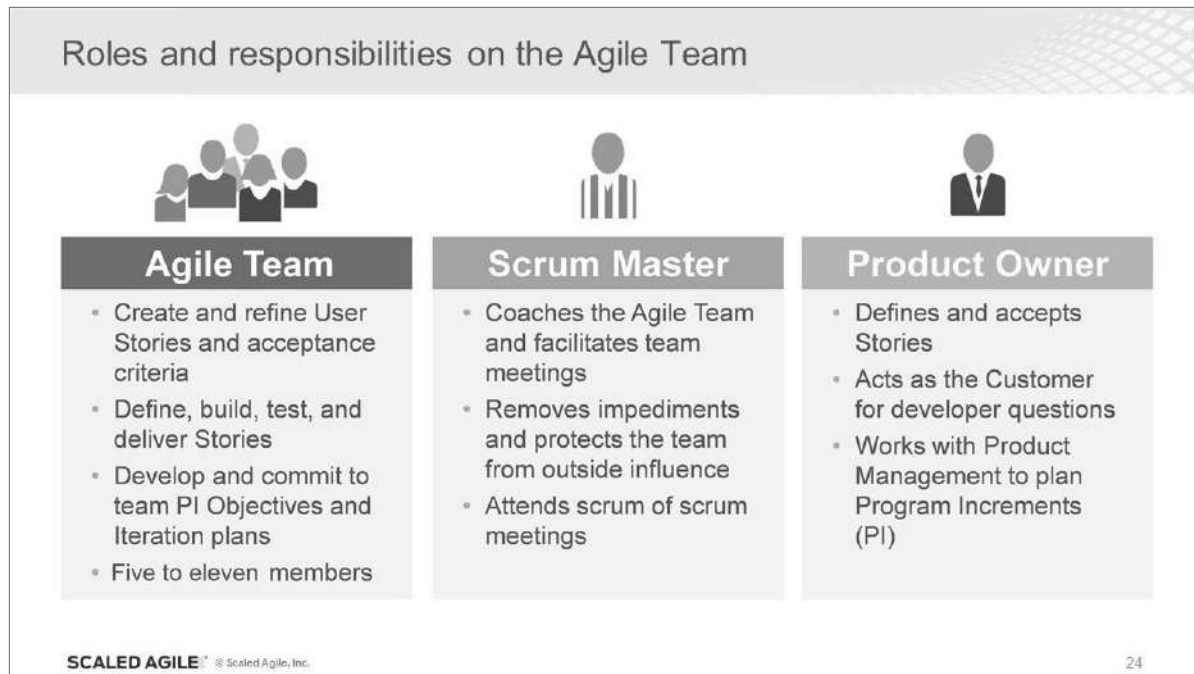 Roles and responsibilities on the Agile Team
Agile Team
• Create and refine User
Stories and acceptance
criteria
• Define, build, test, and
deliver Stories
• Develop and commit to
team PI Objectives and
Iteration plans
• Five to eleven members
Scrum Master
• Coaches the Agile Team
and facilitates team
meetings
• Removes impediments
and protects the team
from outside influence
• Attends scrum of scrum
meetings
Product Owner
• Defines and accepts
Stories
• Acts as the Customer
for developer questions
• Works with Product
Management to plan
Program Increments
(PI)
SCALED AGILE © Scaled Agile, Inc.
24